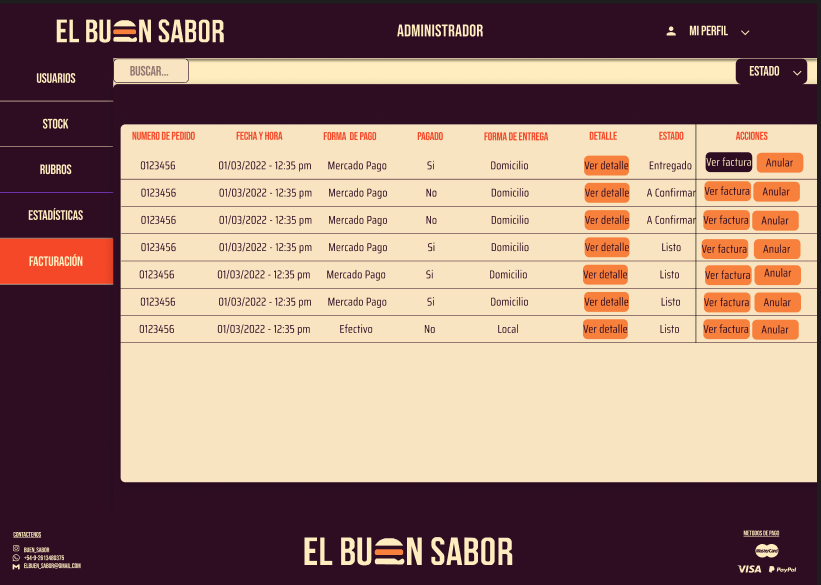 EL BUEN SABOR
ADMINISTRADOR
MI PERFIL
USUARIOS
STOCK
RUBROS
ESTADÍSTICAS
FACTURACIÓN
BUSCAR...
ESTADO
NUMERO DE PEDIDO FECHA Y HORA FORMA DE PAGO PAGADO FORMA DE ENTREGA DETALLE ESTADO ACCIONES
0123456 01/03/2022 - 12:35 pm Mercado Pago Si Domicilio Ver detalle Entregado Ver factura Anular
0123456 01/03/2022 - 12:35 pm Mercado Pago No Domicilio Ver detalle A Confirmar Ver factura Anular
0123456 01/03/2022 - 12:35 pm Mercado Pago No Domicilio Ver detalle A Confirmar Ver factura Anular
0123456 01/03/2022 - 12:35 pm Mercado Pago Si Domicilio Ver detalle Listo Ver factura Anular
0123456 01/03/2022 - 12:35 pm Mercado Pago Si Domicilio Ver detalle Listo Ver factura Anular
0123456 01/03/2022 - 12:35 pm Mercado Pago Si Domicilio Ver detalle Listo Ver factura Anular
0123456 01/03/2022 - 12:35 pm Efectivo No Local Ver detalle Listo Ver factura Anular
CONTACTENOS
BUEN_SABOR
+54-9-2613480375
ELBUEN_SABOR@GMAIL.COM
EL BUEN SABOR
METODOS DE PAGO
MasterCard
VISA PayPal